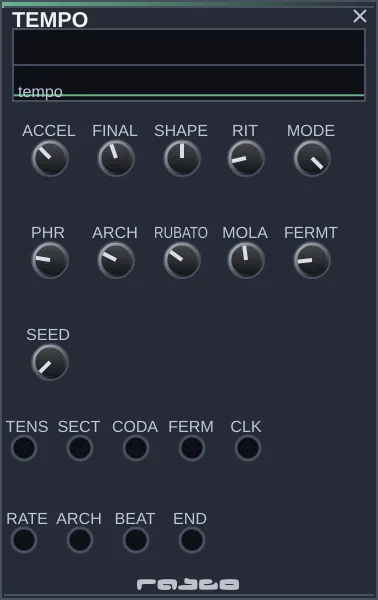 TEMPO
tempo
ACCEL FINAL SHAPE RIT MODE
PHR ARCH RUBATO MOLA FERMT
SEED
TENS SECT CODA FERM CLK
RATE ARCH BEAT END